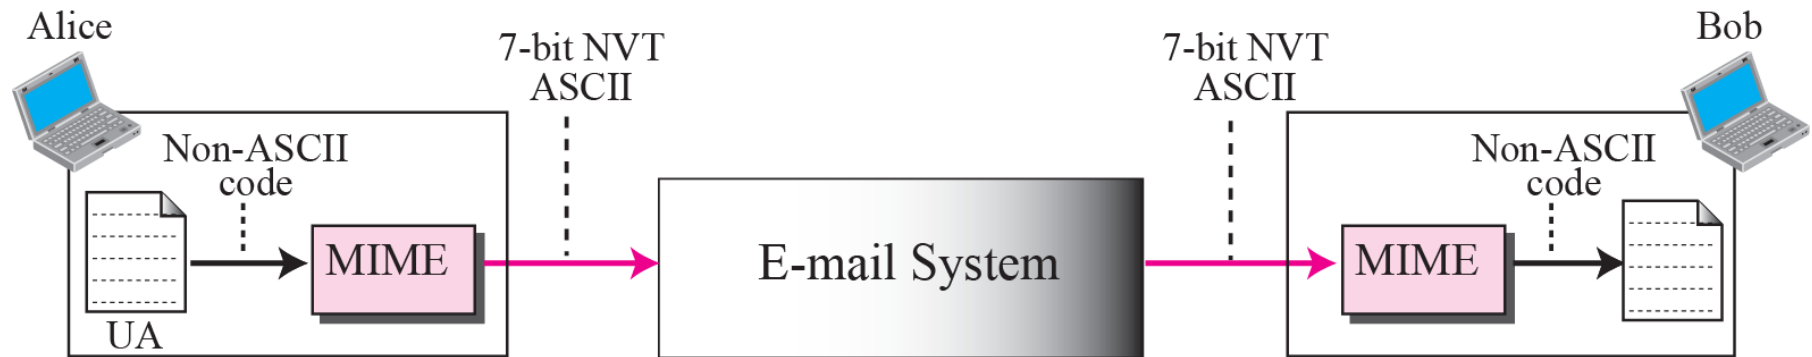 Alice
7-bit NVT
ASCII
7-bit NVT
ASCII
Bob
Non-ASCII
code
Non-ASCII
code
MIME
E-mail System
MIME
UA